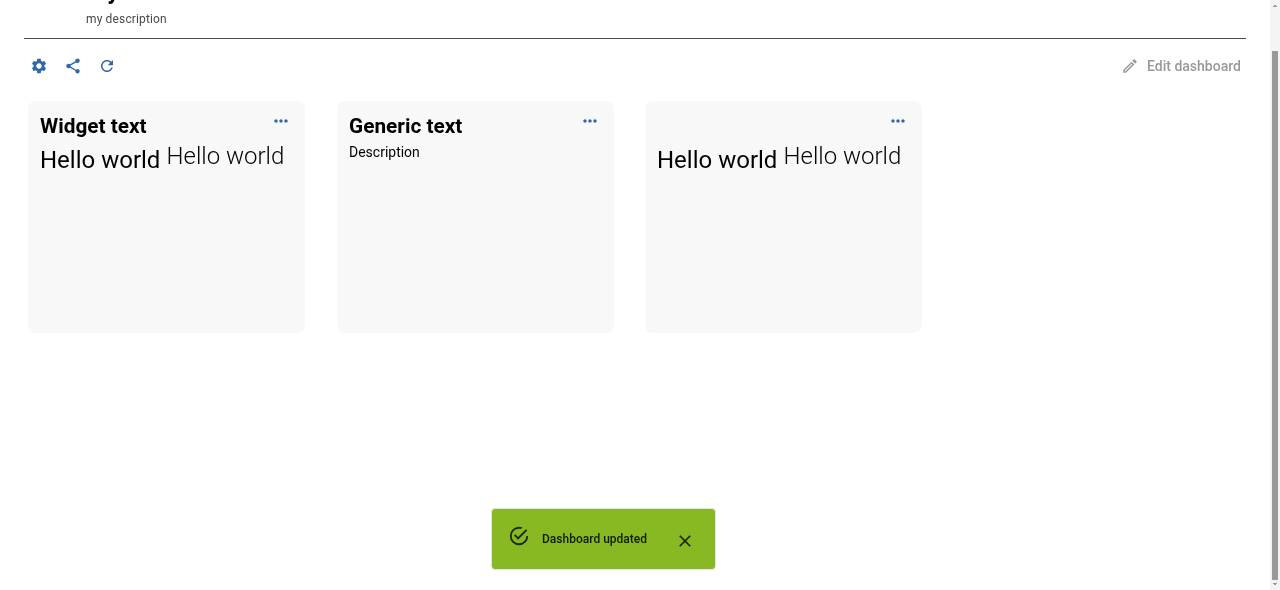 my description
Edit dashboard
Widget text
Hello world Hello world
Generic text
Description
Hello world Hello world
Dashboard updated